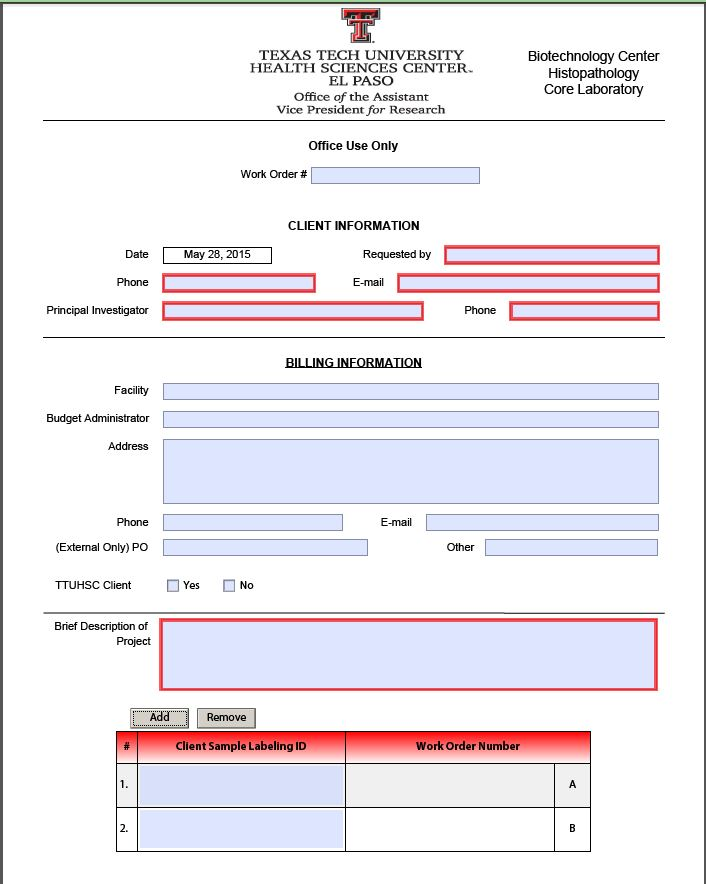 TEXAS TECH UNIVERSITY
HEALTH SCIENCES CENTER™
EL PASO
Office of the Assistant
Vice President for Research
Biotechnology Center
Histopathology
Core Laboratory
Office Use Only
Work Order #
CLIENT INFORMATION
Date May 28, 2015 Requested by
Phone E-mail
Principal Investigator Phone
BILLING INFORMATION
Facility
Budget Administrator
Address
Phone E-mail
(External Only) PO Other
TTUHSC Client Yes No
Brief Description of
Project
Add Remove
# Client Sample Labeling ID Work Order Number
1. A
2. B